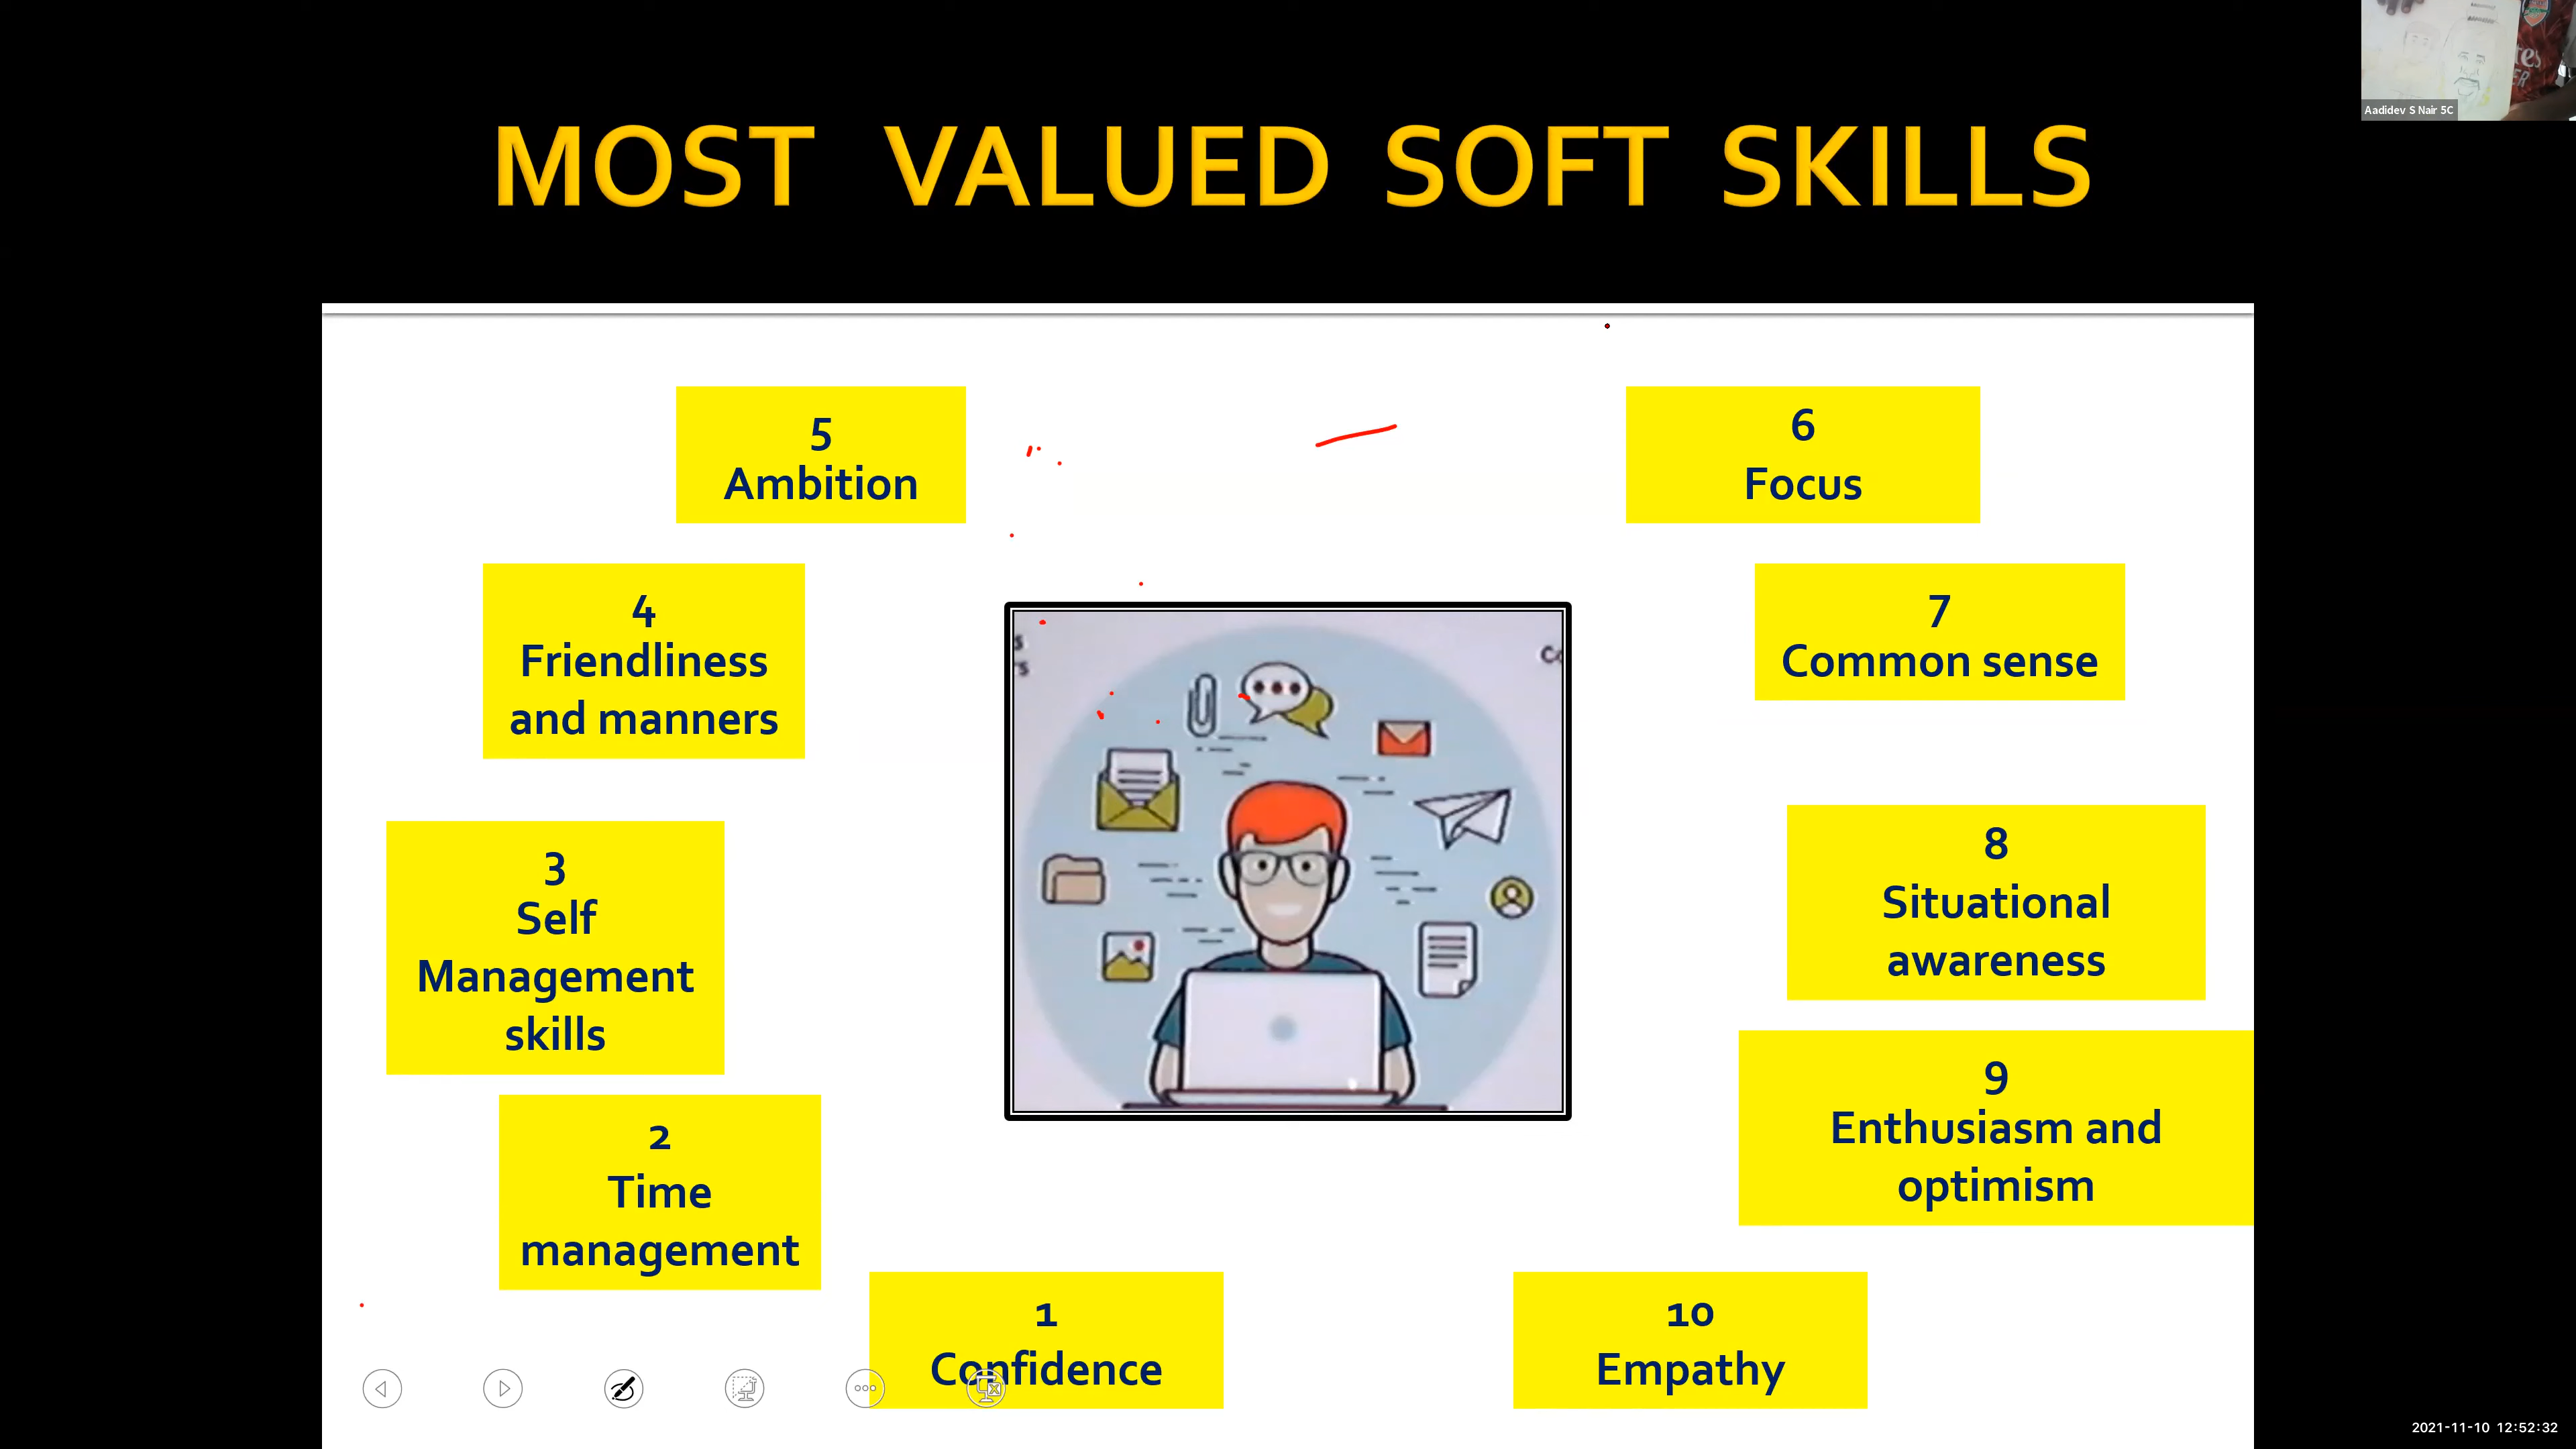 MOST VALUED SOFT SKILLS
Aadidev S Nair 5C
5
Ambition
6
Focus
4
Friendliness
and manners
7
Common sense
3
Self
Management
skills
8
Situational
awareness
2
Time
management
9
Enthusiasm and
optimism
1
Confidence
10
Empathy
2021-11-10 12:52:32